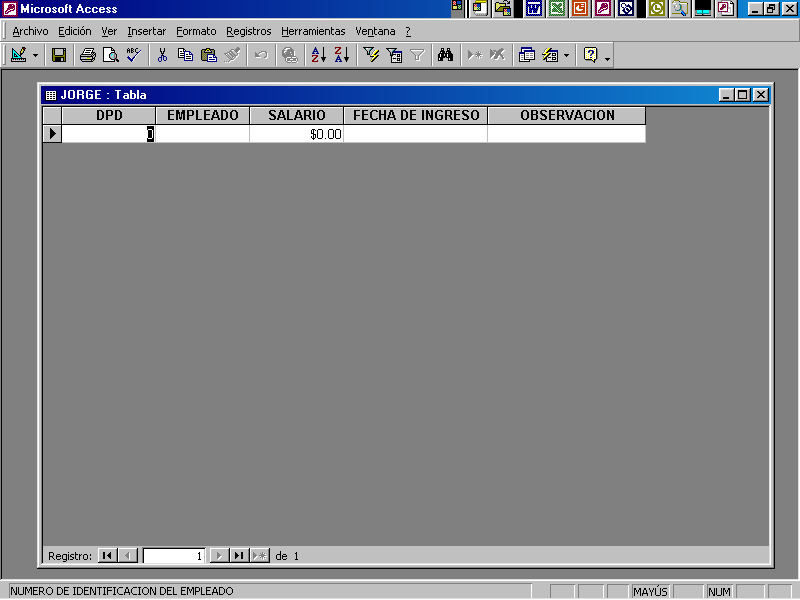 Microsoft Access
Archivo Edición Ver Insertar Formato Registros Herramientas Ventana ?
JORGE : Tabla
DPD EMPLEADO SALARIO FECHA DE INGRESO OBSERVACION
0 $0.00
Registro: 1 de 1
NUMERO DE IDENTIFICACION DEL EMPLEADO MAYÚS NUM